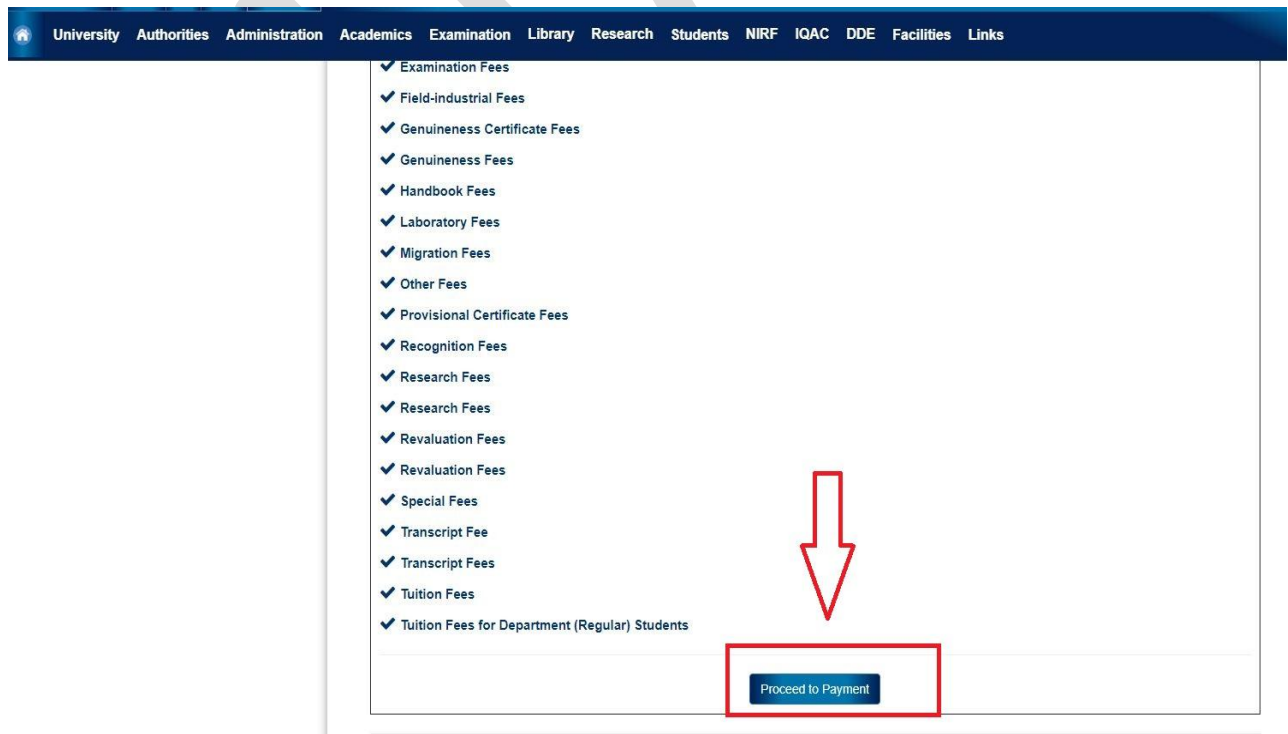 University Authorities Administration Academics Examination Library Research Students NIRF IQAC DDE Facilities Links
Examination Fees
Field-industrial Fees
Genuineness Certificate Fees
Genuineness Fees
Handbook Fees
Laboratory Fees
Migration Fees
Other Fees
Provisional Certificate Fees
Recognition Fees
Research Fees
Research Fees
Revaluation Fees
Revaluation Fees
Special Fees
Transcript Fee
Transcript Fees
Tuition Fees
Tuition Fees for Department (Regular) Students
Proceed to Payment